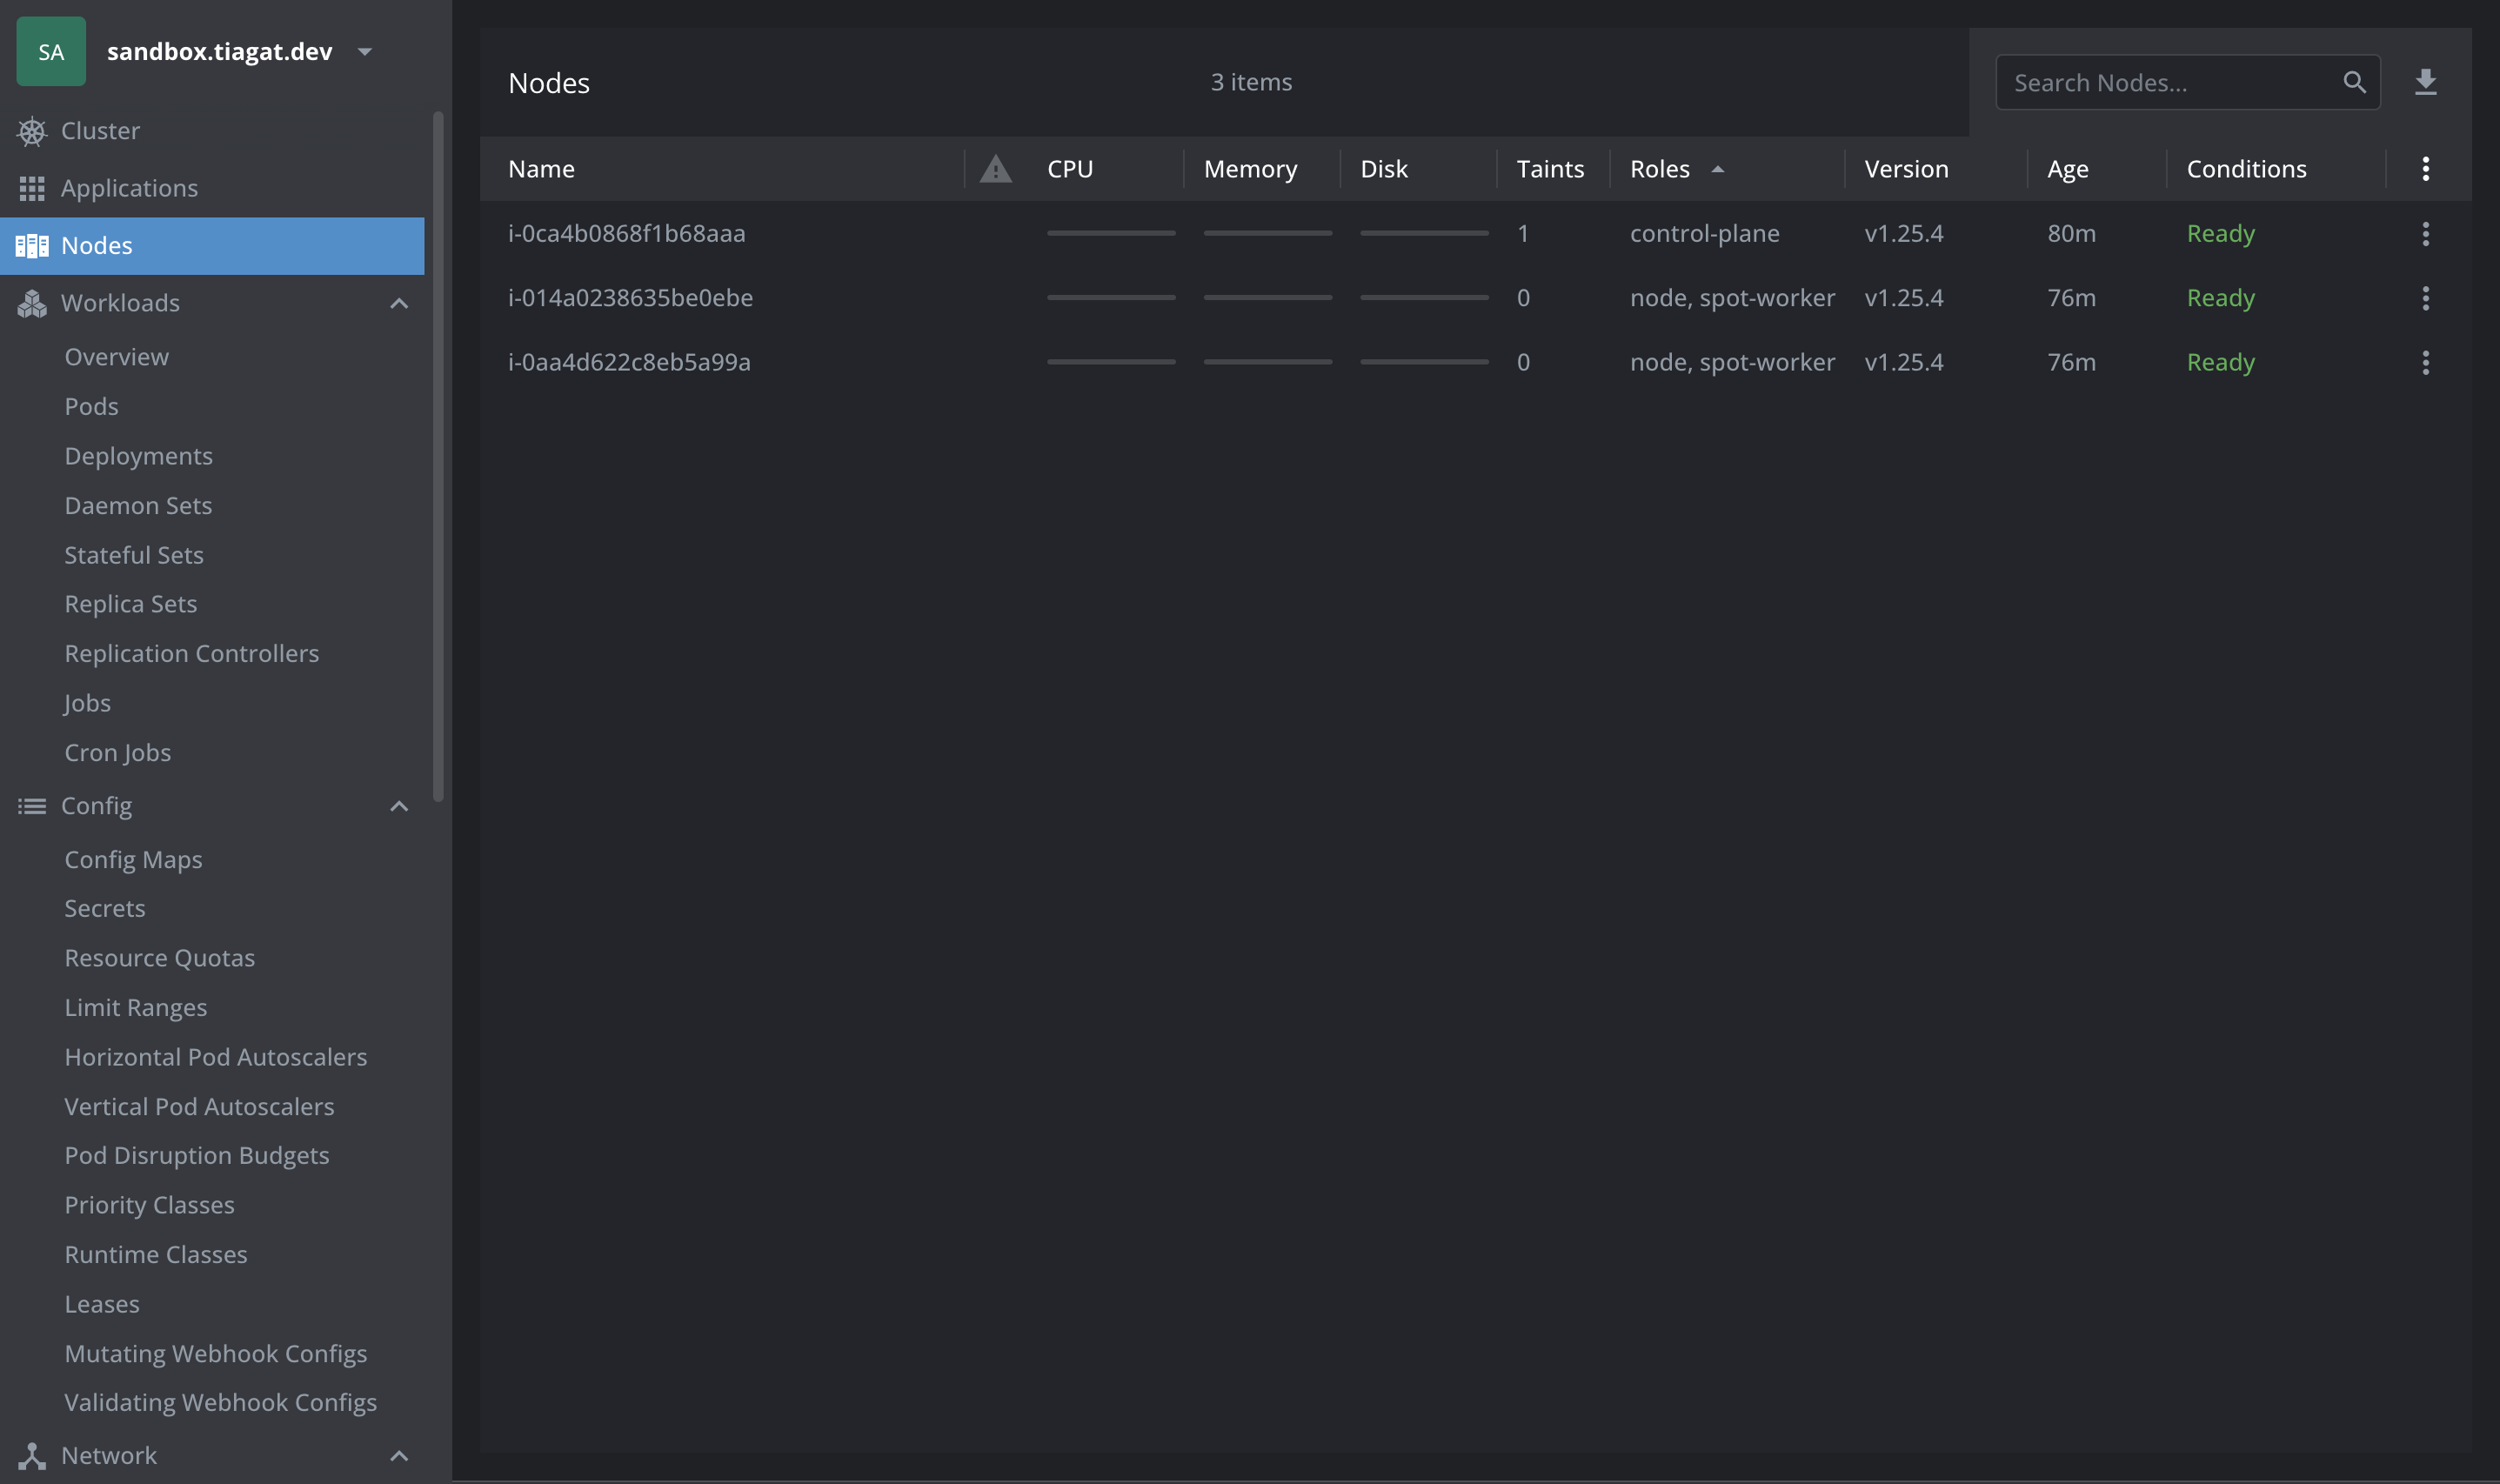 SA
sandbox.tiagat.dev
Cluster
Applications
Nodes
Workloads
Overview
Pods
Deployments
Daemon Sets
Stateful Sets
Replica Sets
Replication Controllers
Jobs
Cron Jobs
Config
Config Maps
Secrets
Resource Quotas
Limit Ranges
Horizontal Pod Autoscalers
Vertical Pod Autoscalers
Pod Disruption Budgets
Priority Classes
Runtime Classes
Leases
Mutating Webhook Configs
Validating Webhook Configs
Network
Nodes 3 items Search Nodes...
Name CPU Memory Disk Taints Roles Version Age Conditions
i-0ca4b0868f1b68aaa 1 control-plane v1.25.4 80m Ready
i-014a0238635be0ebe 0 node, spot-worker v1.25.4 76m Ready
i-0aa4d622c8eb5a99a 0 node, spot-worker v1.25.4 76m Ready